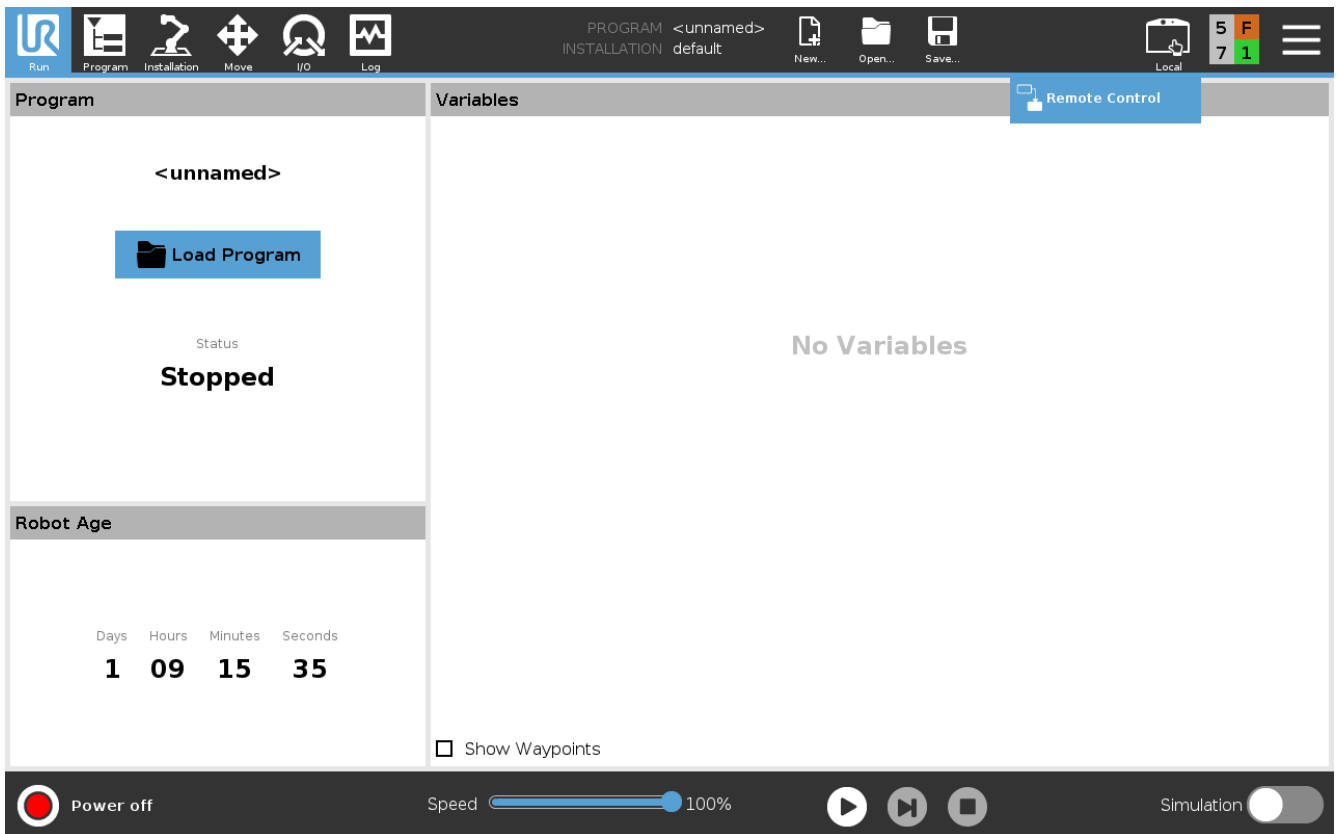 PROGRAM <unnamed>
INSTALLATION default
Run
Program
Installation
Move
I/O
Log
New...
Open...
Save...
Local
5 F
7 1
Remote Control
Program
<unnamed>
Load Program
Status
Stopped
Robot Age
Days Hours Minutes Seconds
1 09 15 35
Variables
No Variables
Show Waypoints
Power off
Speed 100%
Simulation